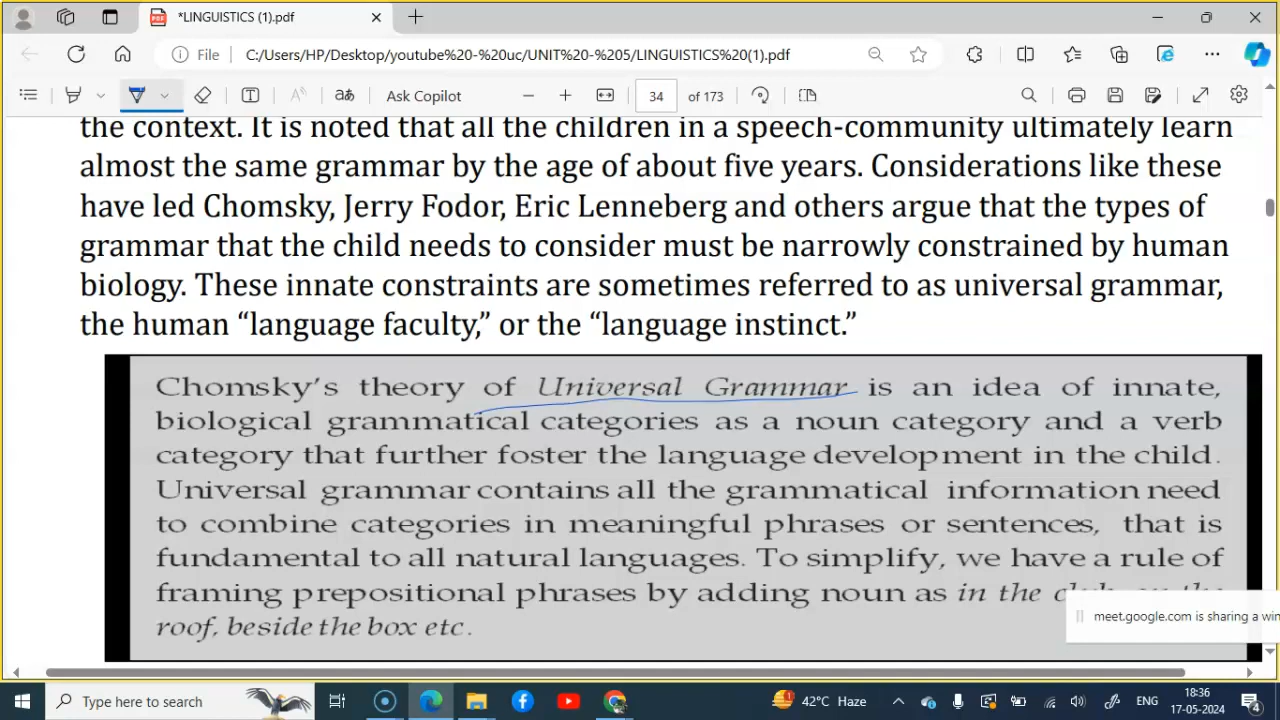 *LINGUISTICS (1).pdf
File C:/Users/HP/Desktop/youtube%20-%20uc/UNIT%20-%205/LINGUISTICS%20(1).pdf
Ask Copilot 34 of 173
the context. It is noted that all the children in a speech-community ultimately learn
almost the same grammar by the age of about five years. Considerations like these
have led Chomsky, Jerry Fodor, Eric Lenneberg and others argue that the types of
grammar that the child needs to consider must be narrowly constrained by human
biology. These innate constraints are sometimes referred to as universal grammar,
the human “language faculty,” or the “language instinct.”
Chomsky's theory of Universal Grammar is an idea of innate,
biological grammatical categories as a noun category and a verb
category that further foster the language development in the child.
Universal grammar contains all the grammatical information need
to combine categories in meaningful phrases or sentences, that is
fundamental to all natural languages. To simplify, we have a rule of
framing prepositional phrases by adding noun as in the
roof, beside the box etc.
meet.google.com is sharing a win
Type here to search
42°C Haze
ENG
18:36
17-05-2024
4